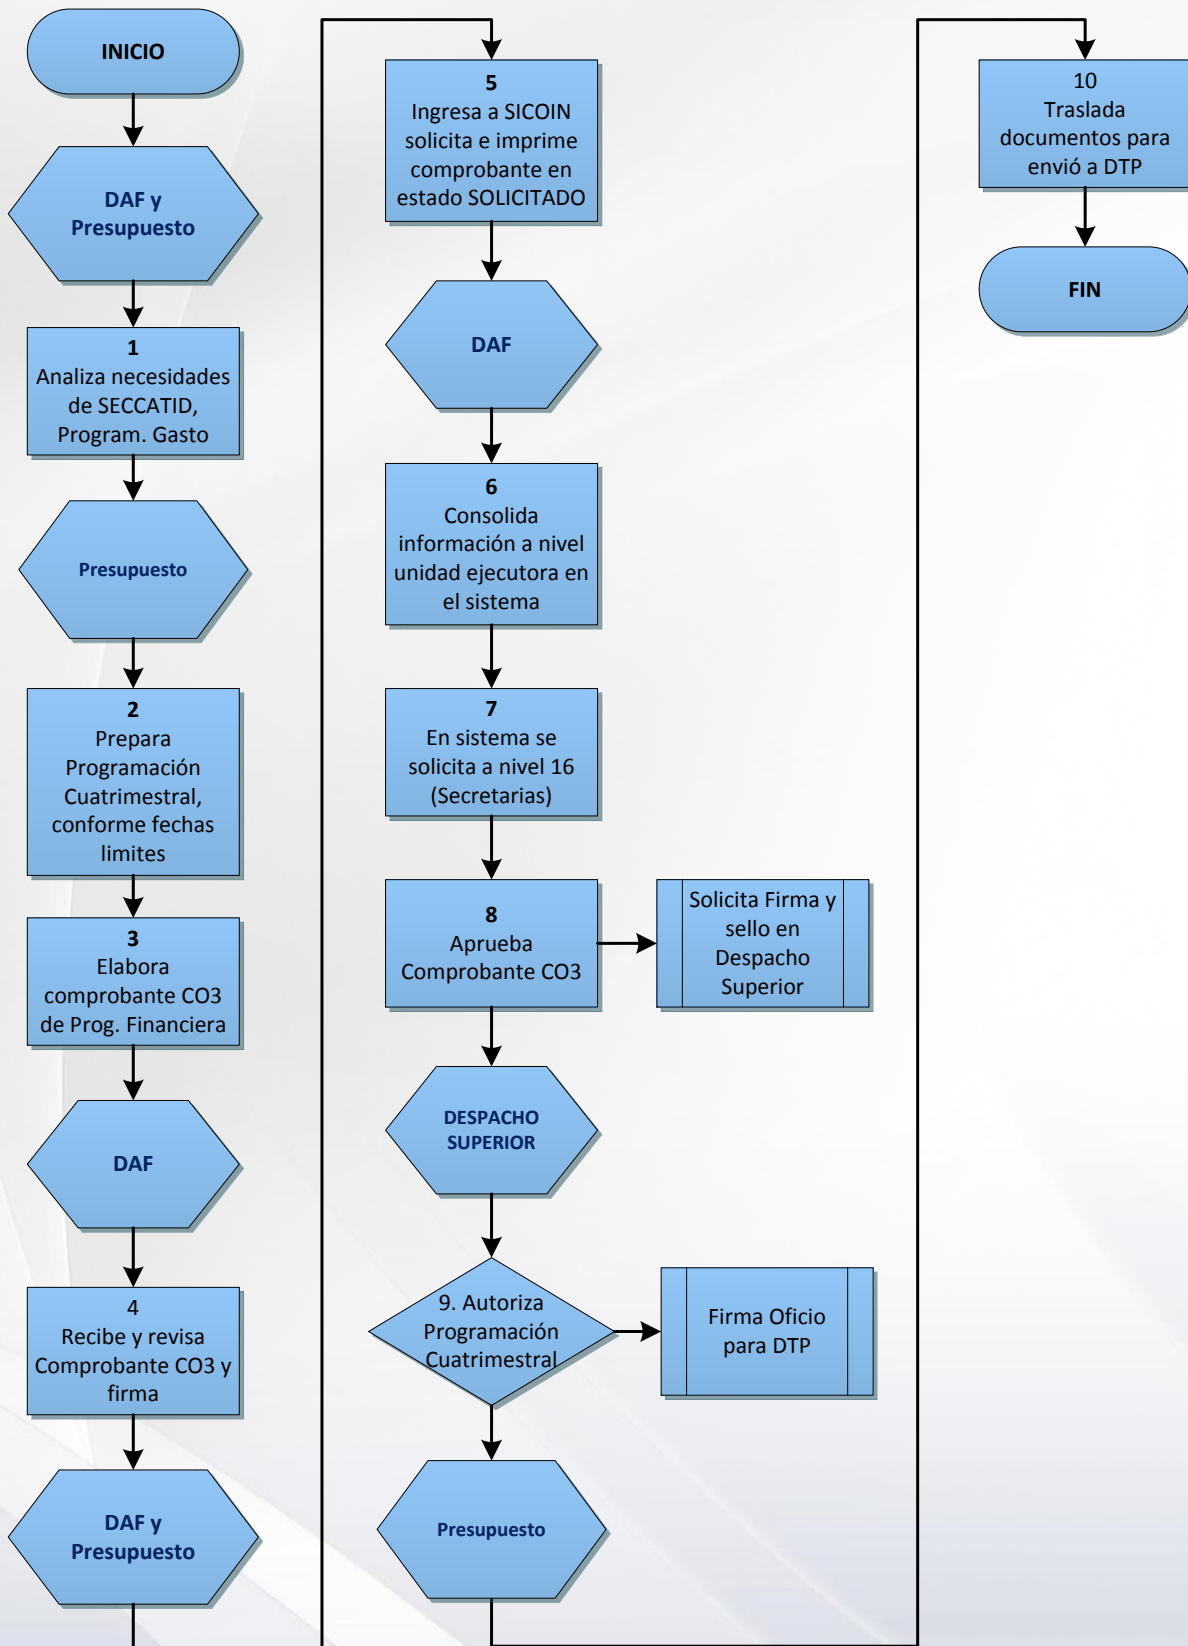 INICIO
DAF y
Presupuesto
1
Analiza necesidades
de SECCATID,
Program. Gasto
Presupuesto
2
Prepara
Programación
Cuatrimestral,
conforme fechas
limites
3
Elabora
comprobante CO3
de Prog. Financiera
DAF
4
Recibe y revisa
Comprobante CO3 y
firma
DAF y
Presupuesto
5
Ingresa a SICOIN
solicita e imprime
comprobante en
estado SOLICITADO
DAF
6
Consolida
información a nivel
unidad ejecutora en
el sistema
7
En sistema se
solicita a nivel 16
(Secretarias)
8
Aprueba
Comprobante CO3
Solicita Firma y
sello en
Despacho
Superior
DESPACHO
SUPERIOR
9. Autoriza
Programación
Cuatrimestral
Firma Oficio
para DTP
Presupuesto
10
Traslada
documentos para
envió a DTP
FIN